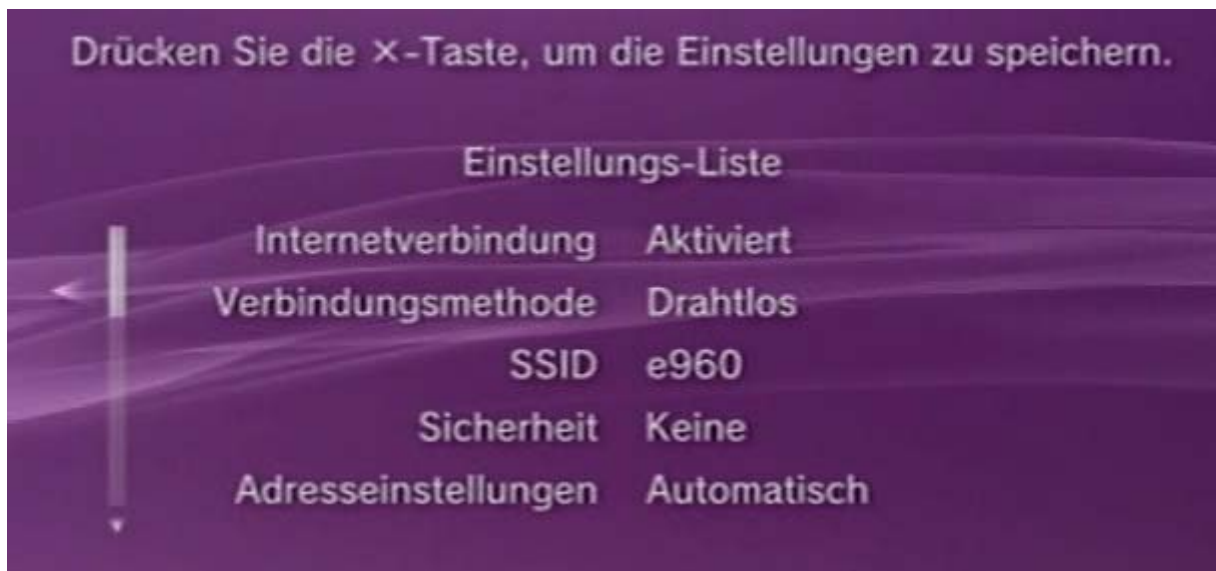 Drücken Sie die ×-Taste, um die Einstellungen zu speichern.
Einstellungs-Liste
Internetverbindung Aktiviert
Verbindungsmethode Drahtlos
SSID e960
Sicherheit Keine
Adresseinstellungen Automatisch